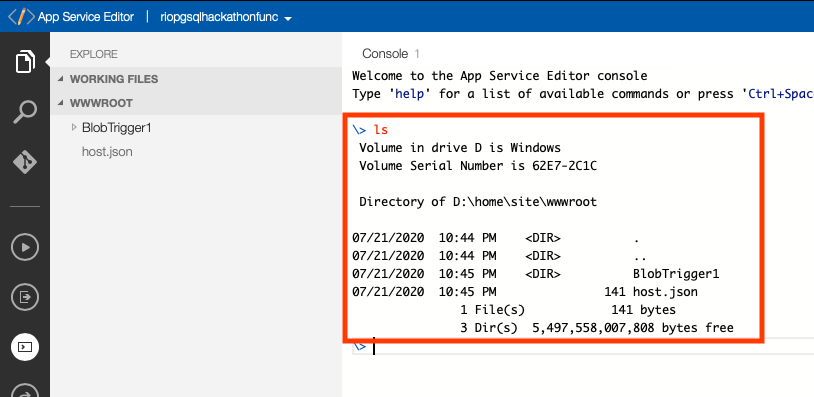 App Service Editor | riopgsqlhackathonfunc
EXPLORE
WORKING FILES
WWWROOT
BlobTrigger1
host.json
Console 1
Welcome to the App Service Editor console
Type 'help' for a list of available commands or press 'Ctrl+Spac
\> ls
Volume in drive D is Windows
Volume Serial Number is 62E7-2C1C
Directory of D:\home\site\wwwroot
07/21/2020 10:44 PM <DIR> .
07/21/2020 10:44 PM <DIR> ..
07/21/2020 10:45 PM <DIR> BlobTrigger1
07/21/2020 10:45 PM 141 host.json
1 File(s) 141 bytes
3 Dir(s) 5,497,558,007,808 bytes free
\>